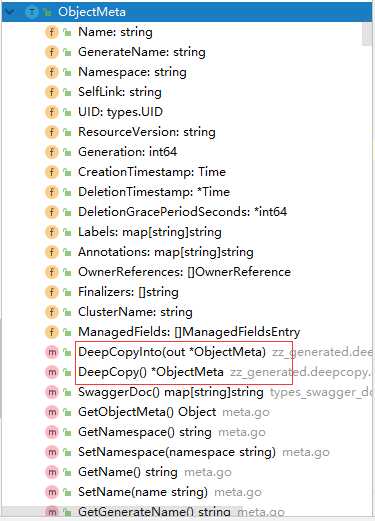 ObjectMeta
Name: string
GenerateName: string
Namespace: string
SelfLink: string
UID: types.UID
ResourceVersion: string
Generation: int64
CreationTimestamp: Time
DeletionTimestamp: *Time
DeletionGracePeriodSeconds: *int64
Labels: map[string]string
Annotations: map[string]string
OwnerReferences: []OwnerReference
Finalizers: []string
ClusterName: string
ManagedFields: []ManagedFieldsEntry
DeepCopyInto(out *ObjectMeta) zz_generated.dee
DeepCopy() *ObjectMeta zz_generated.deepcopy.
SwaggerDoc() map[string]string types_swagger_do
GetObjectMeta() Object meta.go
GetNamespace() string meta.go
SetNamespace(namespace string) meta.go
GetName() string meta.go
SetName(name string) meta.go
GetGenerateName() string meta.go